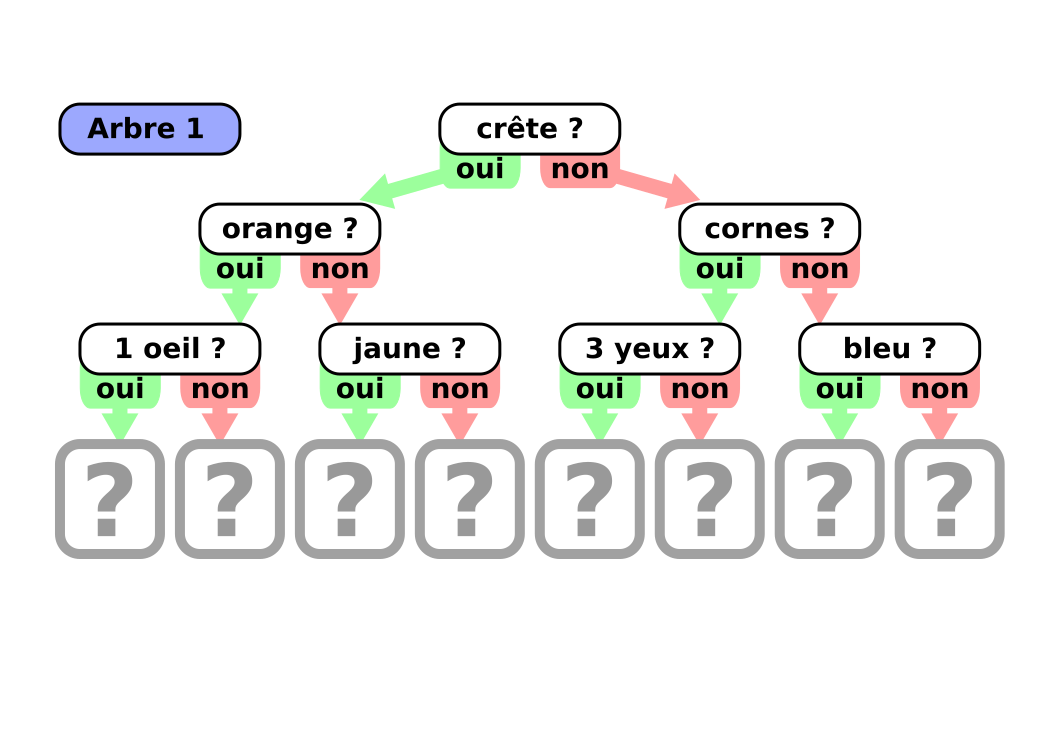 Arbre 1
crête ?
oui non
orange ? cornes ?
oui non oui non
1 oeil ? jaune ? 3 yeux ? bleu ?
oui non oui non oui non oui non
? ? ? ? ? ? ? ?